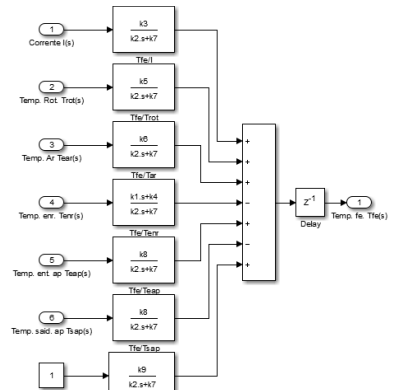 1
k3
k2.s+k7
Corrente I(s)
Tfe/I
2
k5
k2.s+k7
Temp. Rot. Trot(s)
Tfe/Trot
3
k6
k2.s+k7
Temp. Ar Tear(s)
Tfe/Tar
4
k1.s+k4
k2.s+k7
Temp. enr. Tenr(s)
Tfe/Tenr
5
k8
k2.s+k7
Temp. ent. ap Teap(s)
Tfe/Teap
6
k8
k2.s+k7
Temp. said. ap Tsap(s)
Tfe/Tsap
1
k9
k2.s+k7
+
+
+
−
+
−
+
z-1
Delay
1
Temp. fe. Tfe(s)